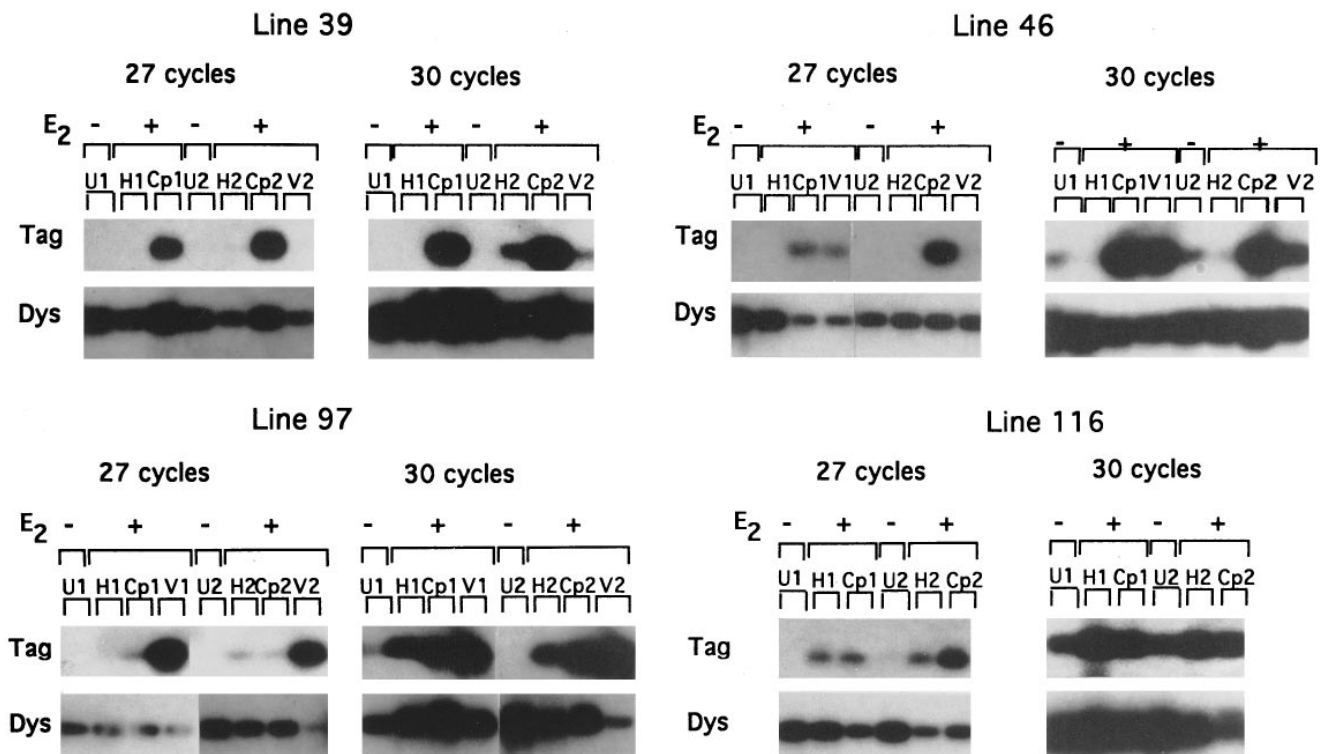 Line 39
27 cycles
30 cycles
E2 - + - + - + - +
U1 H1 Cp1 U2 H2 Cp2 V2 U1 H1 Cp1 U2 H2 Cp2 V2
Tag
Dys
Line 46
27 cycles
30 cycles
E2 - + - + - + - +
U1 H1 Cp1 V1 U2 H2 Cp2 V2 U1 H1 Cp1 V1 U2 H2 Cp2 V2
Tag
Dys
Line 97
27 cycles
30 cycles
E2 - + - + - + - +
U1 H1 Cp1 V1 U2 H2 Cp2 V2 U1 H1 Cp1 V1 U2 H2 Cp2 V2
Tag
Dys
Line 116
27 cycles
30 cycles
E2 - + - + - + - +
U1 H1 Cp1 U2 H2 Cp2 U1 H1 Cp1 U2 H2 Cp2
Tag
Dys